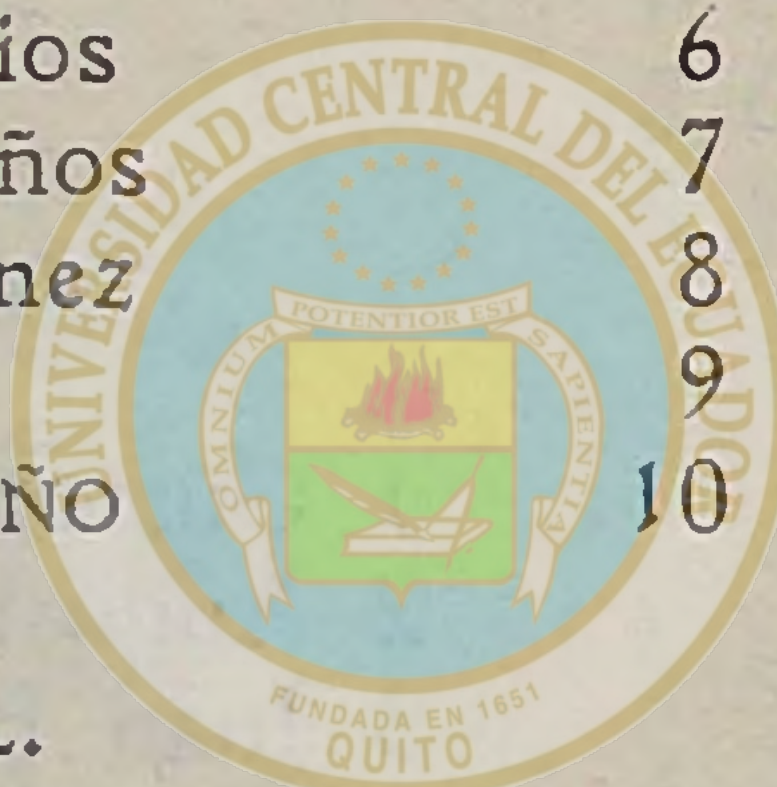 íos 6
ños 7
nez 8
9
ÑO 10
UNIVERSIDAD CENTRAL DEL ECUADOR
OMNIUM POTENTIOR EST SAPIENTIA
FUNDADA EN 1651
QUITO